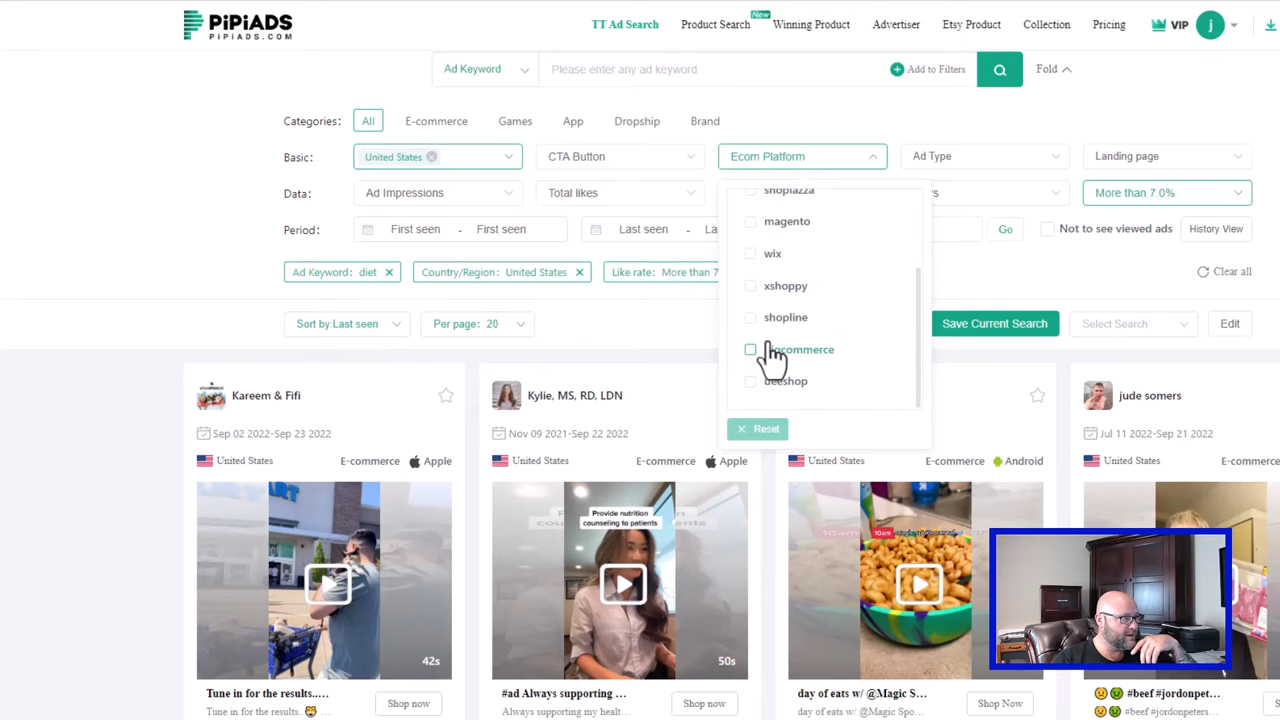 PiPiADS
PIPIADS.COM
TT Ad Search
Product Search
New
Winning Product
Advertiser
Etsy Product
Collection
Pricing
VIP
j
Ad Keyword
Please enter any ad keyword
Add to Filters
Fold
Categories:
All
E-commerce
Games
App
Dropship
Brand
Basic:
United States
CTA Button
Ecom Platform
Ad Type
Landing page
Data:
Ad Impressions
Total likes
More than 7.0%
Period:
First seen - First seen
Last seen -
Go
Not to see viewed ads
History View
Ad Keyword: diet
Country/Region: United States
Like rate: More than 7
Clear all
shoplazza
magento
wix
xshoppy
shopline
Reset
Sort by:Last seen
Per page: 20
Save Current Search
Select Search
Edit
Kareem & Fifi
Sep 02 2022-Sep 23 2022
United States
E-commerce
Apple
42s
Tune in for the results.…
Tune in for the results.
Shop now
Kylie, MS, RD, LDN
Nov 09 2021-Sep 22 2022
United States
E-commerce
Apple
Provide nutrition
counseling to patients
50s
#ad Always supporting …
Always supporting my healt…
Shop now
United States
E-commerce
Android
10am
day of eats w/ @Magic S…
day of eats w/ @Magic Spo…
Shop Now
jude somers
Jul 11 2022-Sep 21 2022
United States
E-commerce
#beef #jordonpet…
#beef #jordonpete…